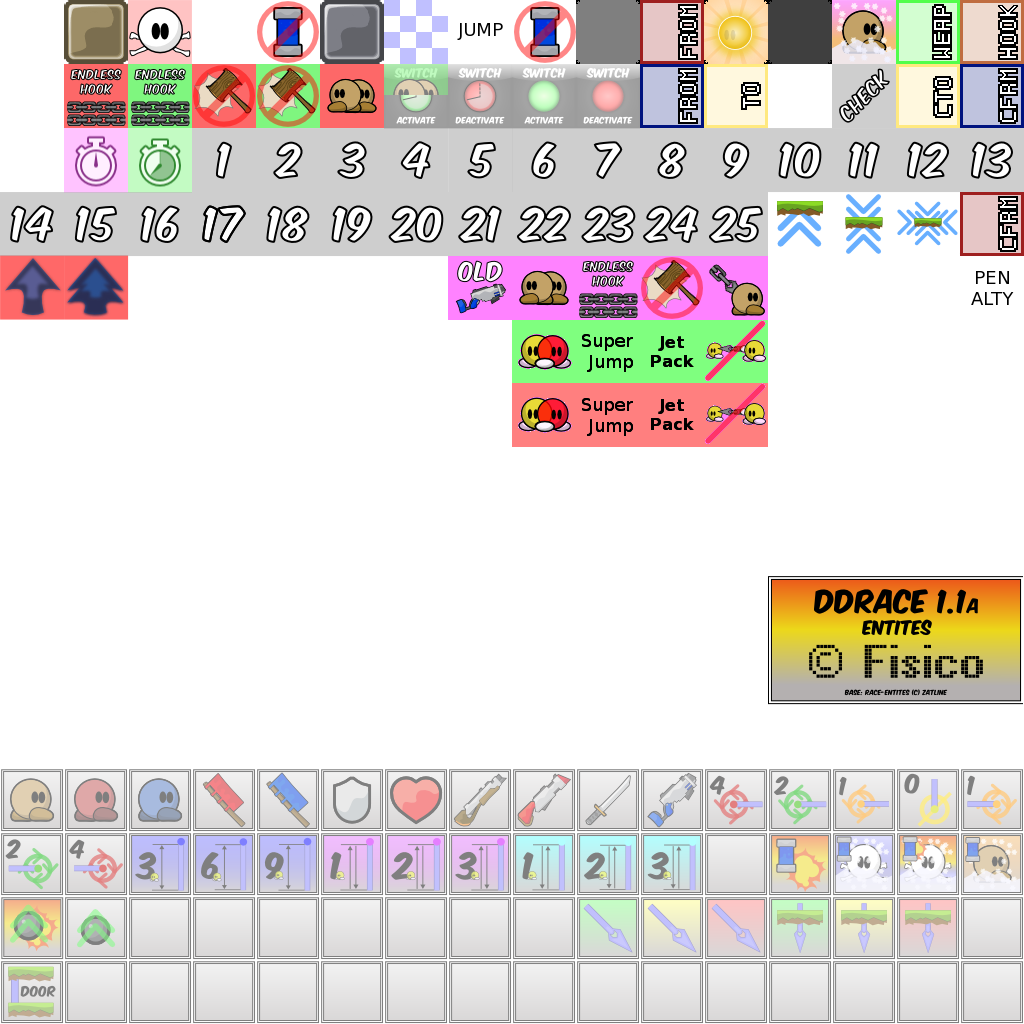 JUMP
FROM
WEAP
HOOK
ENDLESS
HOOK
ENDLESS
HOOK
SWITCH
ACTIVATE
SWITCH
DEACTIVATE
SWITCH
ACTIVATE
SWITCH
DEACTIVATE
FROM
TO
CHECK
CTO
CFRM
1 2 3 4 5 6 7 8 9 10 11 12 13
14 15 16 17 18 19 20 21 22 23 24 25
CFRM
OLD
ENDLESS
HOOK
PEN
ALTY
Super
Jump
Jet
Pack
Super
Jump
Jet
Pack
DDRACE 1.1A
ENTITES
© Fisico
BASE: RACE-ENTITES (C) ZATLINE
4 2 1 0 1
2 4 3 6 9 1 2 3 1 2 3
DOOR